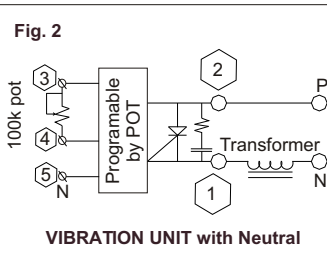 Fig. 2
100k pot
3
4
5
N
Programable
by POT
2
P
Transformer
1
N
VIBRATION UNIT with Neutral